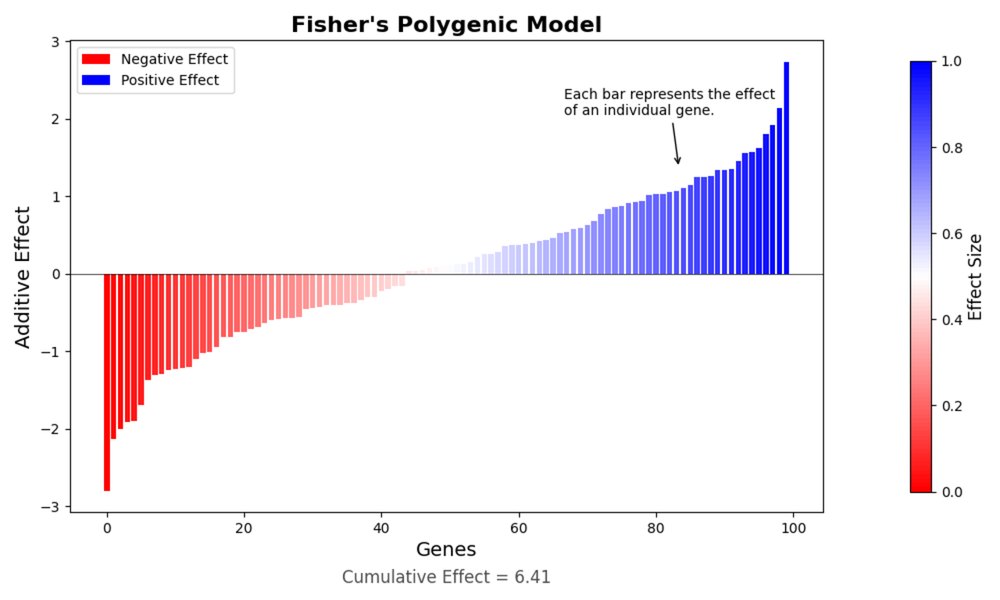 Fisher's Polygenic Model
Negative Effect
Positive Effect
Each bar represents the effect
of an individual gene.
3
2
1
0
−1
−2
−3
Additive Effect
0
20
40
60
80
100
Genes
Cumulative Effect = 6.41
1.0
0.8
0.6
0.4
0.2
0.0
Effect Size